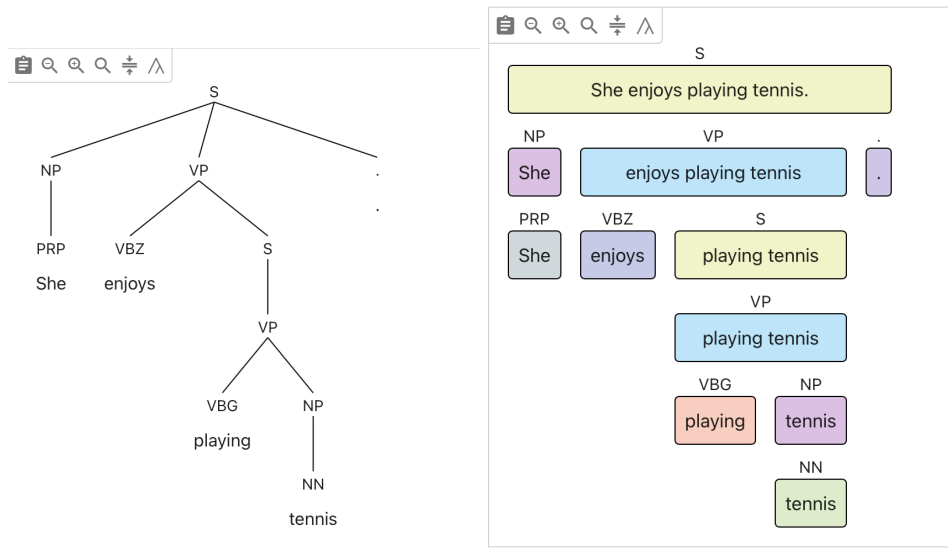 S
NP VP .
.
PRP VBZ S
She enjoys
VP
VBG NP
playing
NN
tennis
S
She enjoys playing tennis.
NP VP .
She enjoys playing tennis .
PRP VBZ S
She enjoys playing tennis
VP
playing tennis
VBG NP
playing tennis
NN
tennis